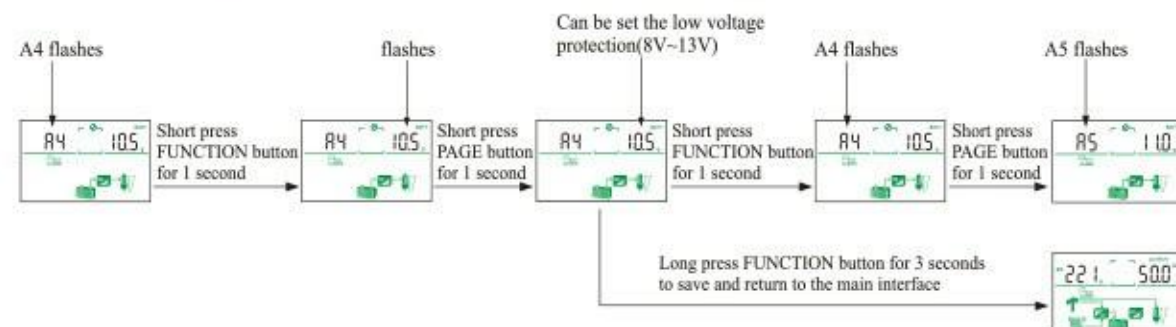 Can be set the low voltage
protection(8V~13V)
A4 flashes
flashes
A4 flashes
A5 flashes
A4 10.5
Short press
FUNCTION button
for 1 second
A4 10.5
Short press
PAGE button
for 1 second
A4 10.5
Short press
FUNCTION button
for 1 second
A4 10.5
Short press
PAGE button
for 1 second
A5 11.0
Long press FUNCTION button for 3 seconds
to save and return to the main interface
221. 50.0